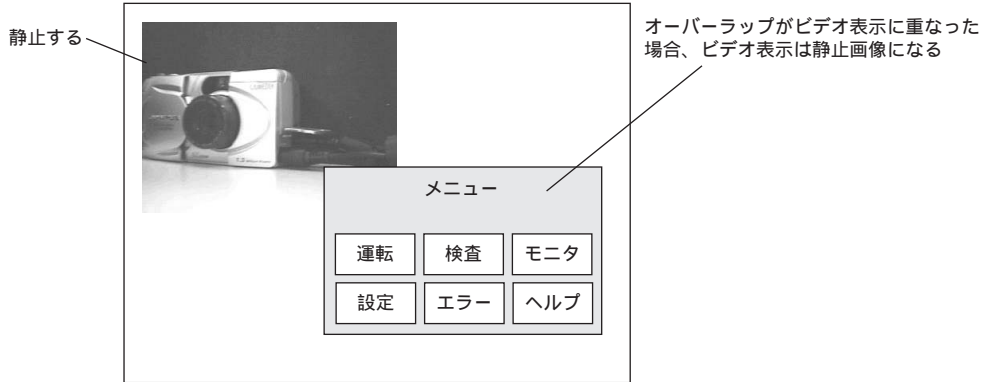 静止する
オーバーラップがビデオ表示に重なった
場合、ビデオ表示は静止画像になる
メニュー
運転
検査
モニタ
設定
エラー
ヘルプ